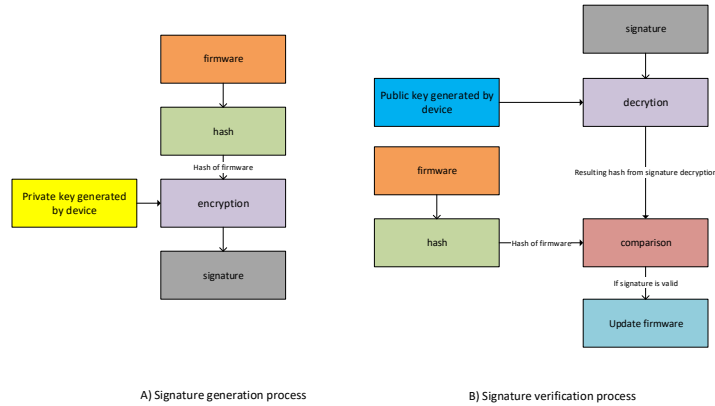 firmware
hash
Hash of firmware
Private key generated
by device
encryption
signature
A) Signature generation process
signature
Public key generated by
device
decrytion
firmware
Resulting hash from signature decryption
hash
Hash of firmware
comparison
If signature is valid
Update firmware
B) Signature verification process